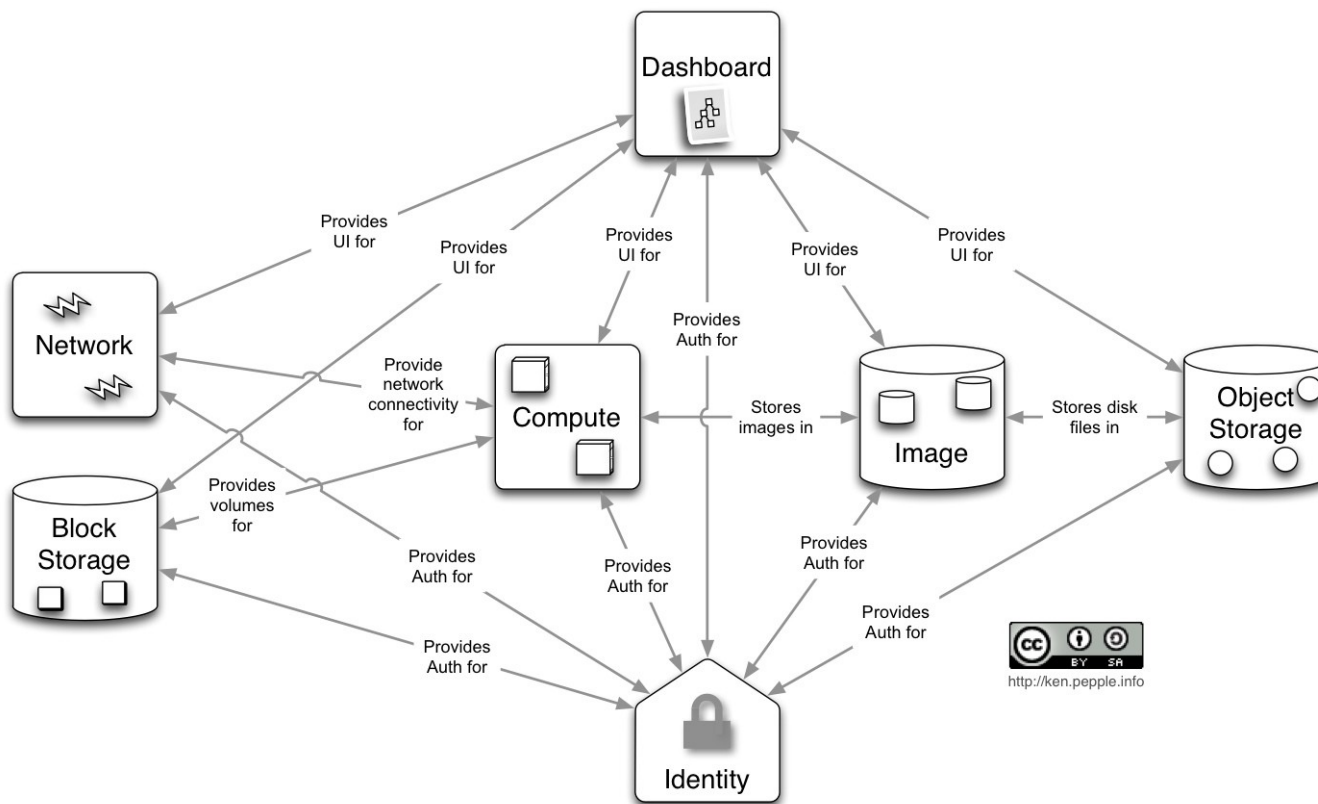 Dashboard
Provides
UI for
Provides
UI for
Provides
UI for
Provides
UI for
Provides
UI for
Network
Provides
Auth for
Provide
network
connectivity
for
Compute
Stores
images in
Image
Stores disk
files in
Object
Storage
Block
Storage
Provides
volumes
for
Provides
Auth for
Provides
Auth for
Provides
Auth for
Provides
Auth for
Provides
Auth for
cc
BY SA
http://ken.pepple.info
Identity